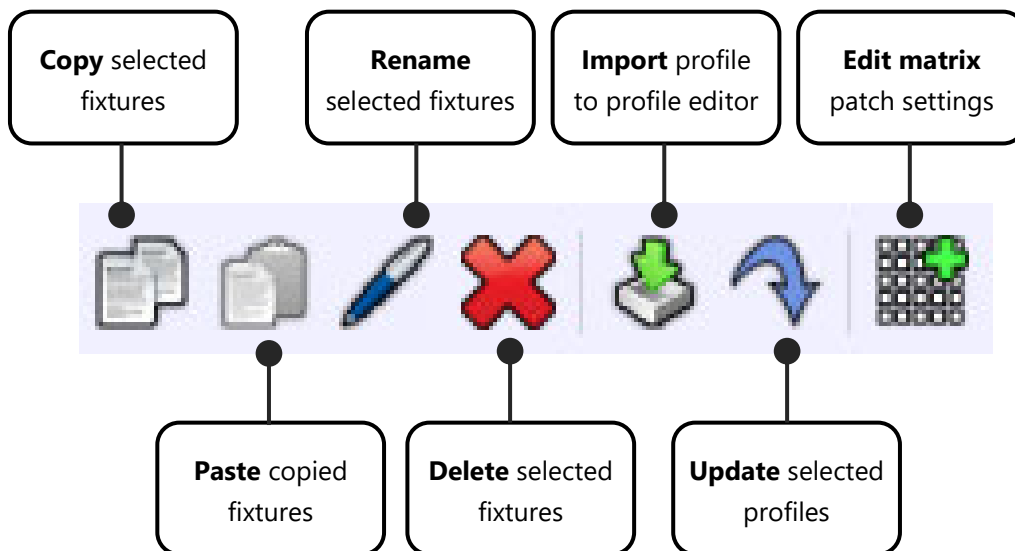 Copy selected
fixtures
Rename
selected fixtures
Import profile
to profile editor
Edit matrix
patch settings
Paste copied
fixtures
Delete selected
fixtures
Update selected
profiles